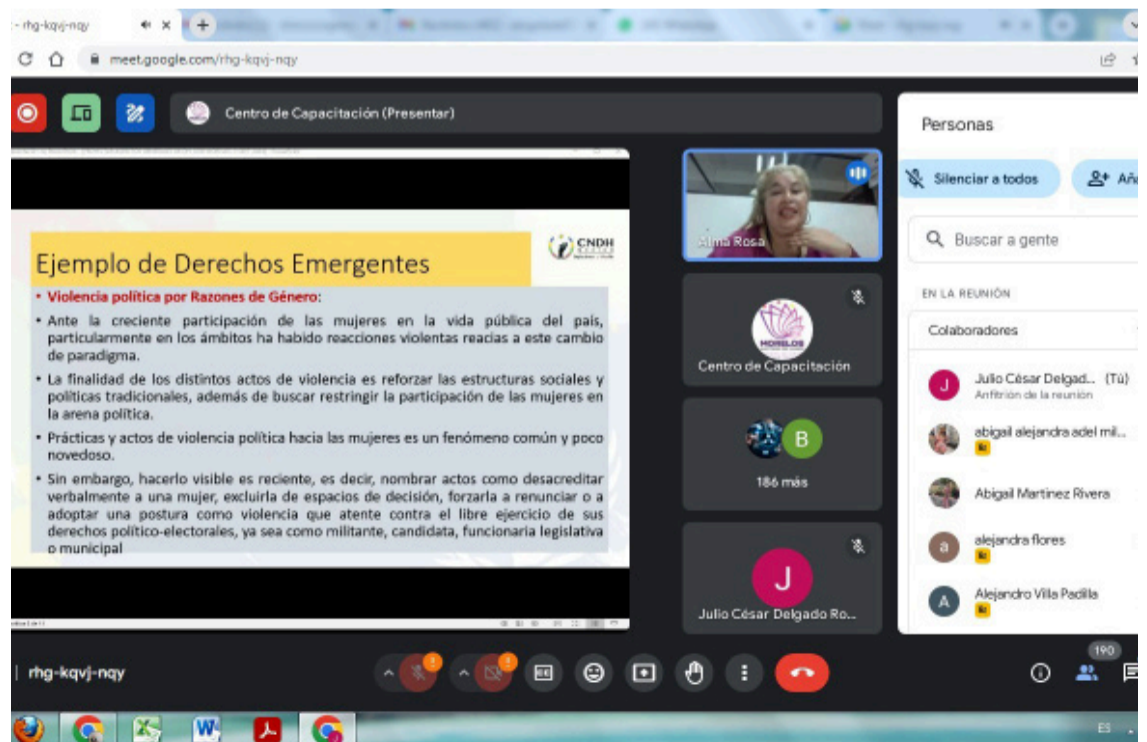 - rhg-kqvj-nqy
meet.google.com/rhg-kqvj-nqy
Centro de Capacitación (Presentar)
Ejemplo de Derechos Emergentes
CNDH
• Violencia política por Razones de Género:
• Ante la creciente participación de las mujeres en la vida pública del país,
particularmente en los ámbitos ha habido reacciones violentas reacias a este cambio
de paradigma.
• La finalidad de los distintos actos de violencia es reforzar las estructuras sociales y
políticas tradicionales, además de buscar restringir la participación de las mujeres en
la arena política.
• Prácticas y actos de violencia política hacia las mujeres es un fenómeno común y poco
novedoso.
• Sin embargo, hacerlo visible es reciente, es decir, nombrar actos como desacreditar
verbalmente a una mujer, excluirla de espacios de decisión, forzarla a renunciar o a
adoptar una postura como violencia que atente contra el libre ejercicio de sus
derechos político-electorales, ya sea como militante, candidata, funcionaria legislativa
o municipal
Alma Rosa
MORELOS
Centro de Capacitación
B
186 más
J
Julio César Delgado Ro...
Personas
Silenciar a todos
Aña
Buscar a gente
EN LA REUNIÓN
Colaboradores
J
Julio César Delgad... (Tú)
Anfitrión de la reunión
abigail alejandra adel mil...
Abigail Martinez Rivera
a
alejandra flores
A
Alejandro Villa Padilla
| rhg-kqvj-nqy
190
ES